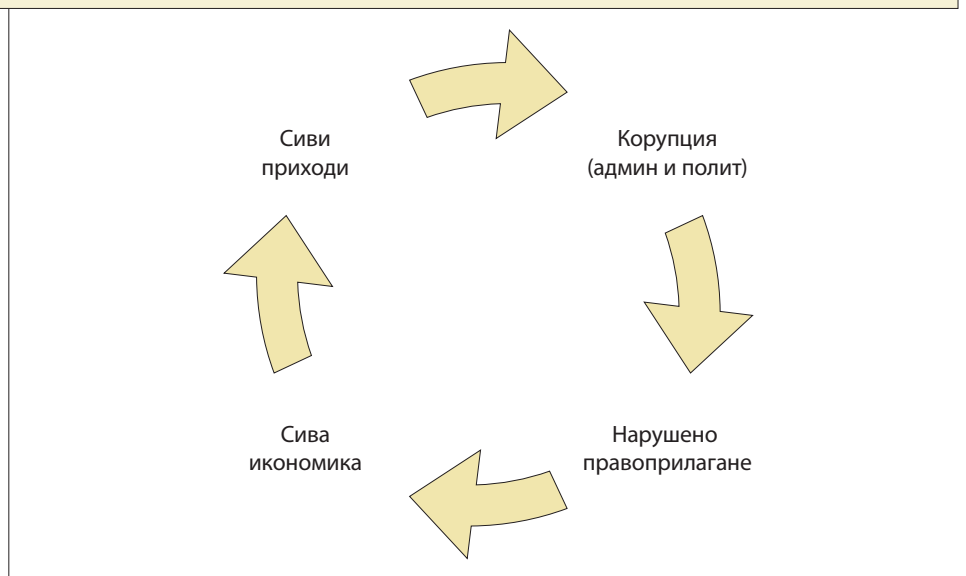 Сиви
приходи
Корупция
(админ и полит)
Сива
икономика
Нарушено
правоприлагане